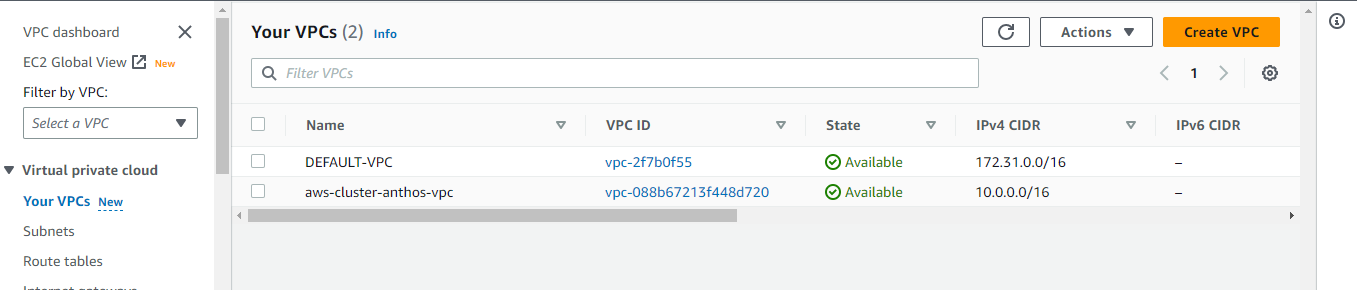 VPC dashboard
EC2 Global View New
Filter by VPC:
Select a VPC
Virtual private cloud
Your VPCs New
Subnets
Route tables
Internet gateways
Your VPCs (2) Info
Actions
Create VPC
Filter VPCs
1
Name VPC ID State IPv4 CIDR IPv6 CIDR
DEFAULT-VPC vpc-2f7b0f55 Available 172.31.0.0/16 –
aws-cluster-anthos-vpc vpc-088b67213f448d720 Available 10.0.0.0/16 –